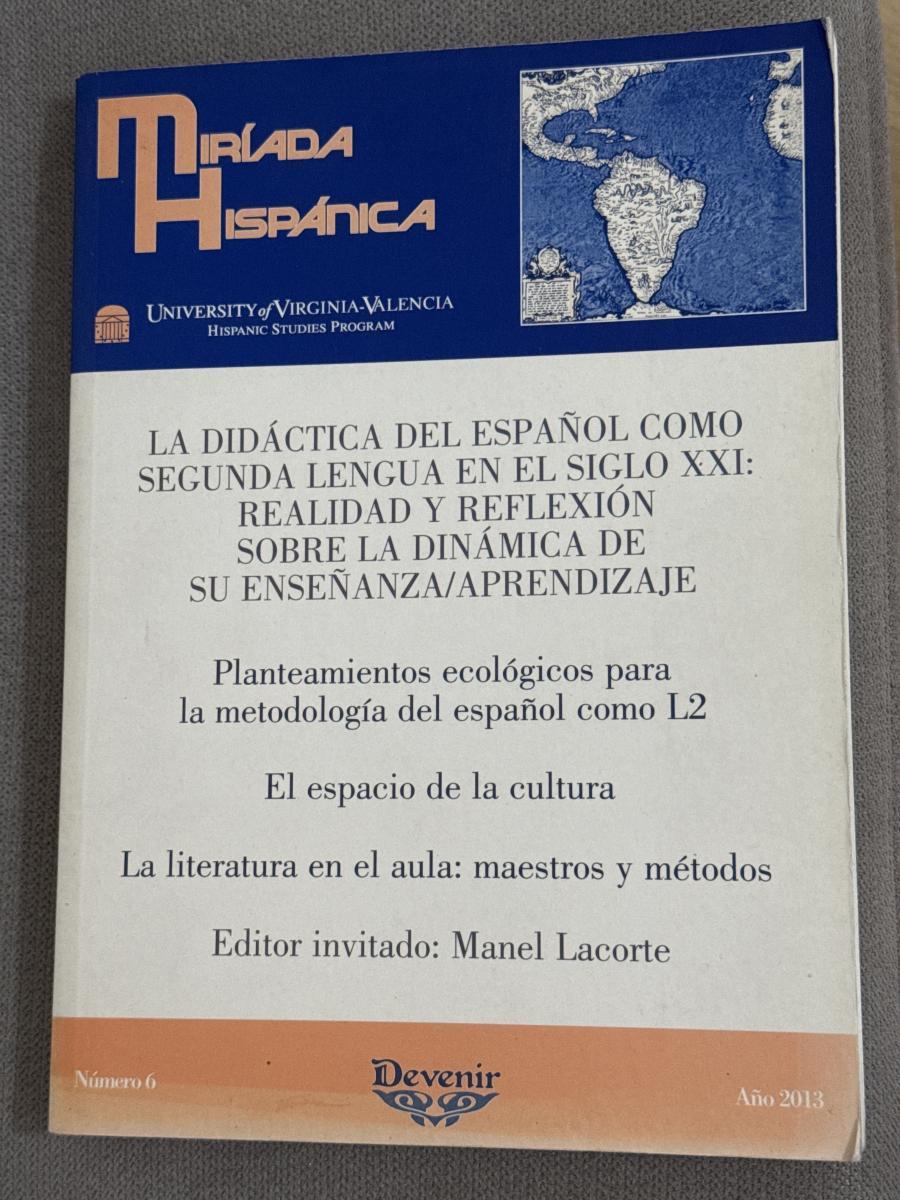 MIRÍADA
HISPÁNICA
UNIVERSITY of VIRGINIA-VALENCIA
HISPANIC STUDIES PROGRAM
LA DIDÁCTICA DEL ESPAÑOL COMO
SEGUNDA LENGUA EN EL SIGLO XXI:
REALIDAD Y REFLEXIÓN
SOBRE LA DINÁMICA DE
SU ENSEÑANZA/APRENDIZAJE
Planteamientos ecológicos para
la metodología del español como L2
El espacio de la cultura
La literatura en el aula: maestros y métodos
Editor invitado: Manel Lacorte
Número 6
Devenir
Año 2013